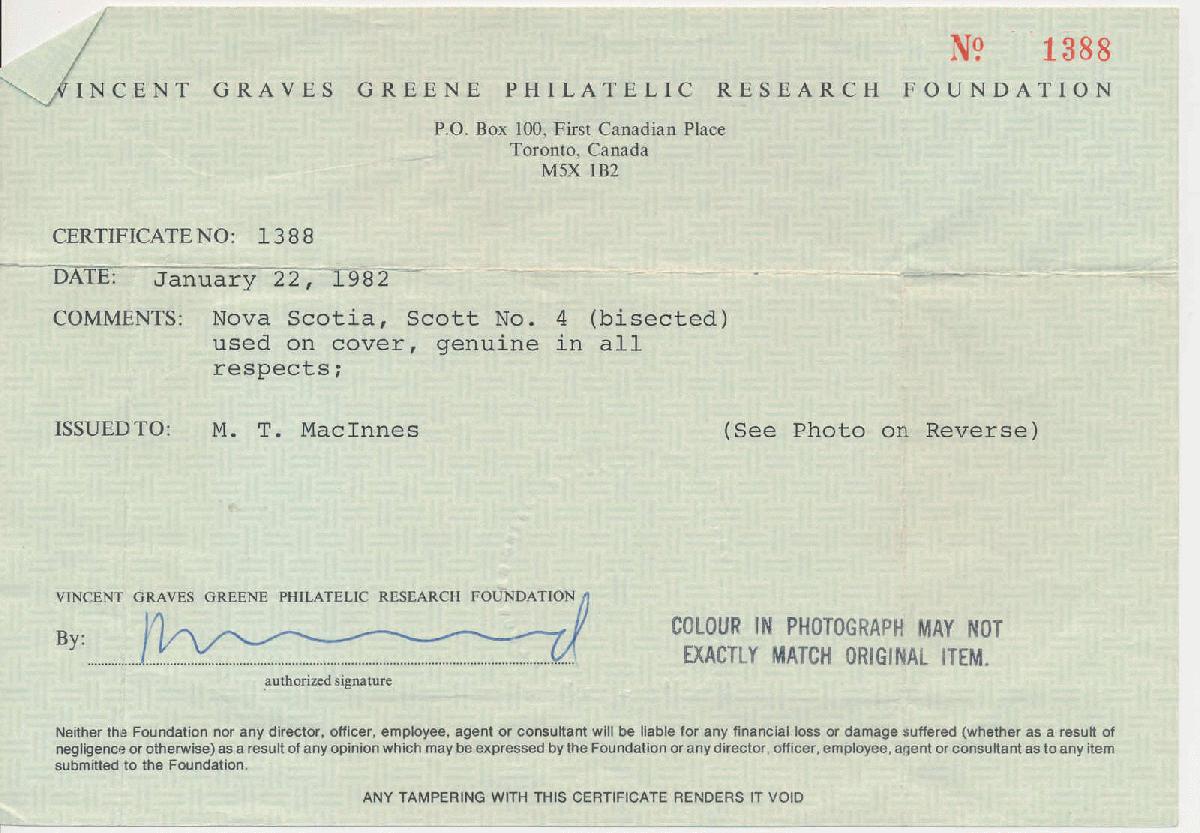 Nº 1388
VINCENT GRAVES GREENE PHILATELIC RESEARCH FOUNDATION
P.O. Box 100, First Canadian Place
Toronto, Canada
M5X 1B2
CERTIFICATE NO: 1388
DATE: January 22, 1982
COMMENTS: Nova Scotia, Scott No. 4 (bisected)
used on cover, genuine in all
respects;
ISSUED TO: M. T. MacInnes (See Photo on Reverse)
VINCENT GRAVES GREENE PHILATELIC RESEARCH FOUNDATION
By:
authorized signature
COLOUR IN PHOTOGRAPH MAY NOT
EXACTLY MATCH ORIGINAL ITEM.
Neither the Foundation nor any director, officer, employee, agent or consultant will be liable for any financial loss or damage suffered (whether as a result of
negligence or otherwise) as a result of any opinion which may be expressed by the Foundation or any director, officer, employee, agent or consultant as to any item
submitted to the Foundation.
ANY TAMPERING WITH THIS CERTIFICATE RENDERS IT VOID